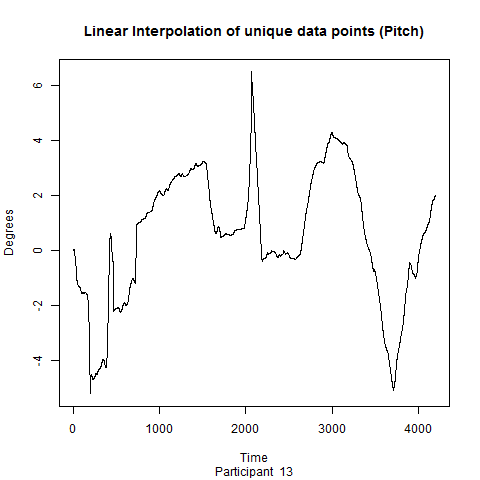 Linear Interpolation of unique data points (Pitch)
6
4
2
0
-2
-4
Degrees
0 1000 2000 3000 4000
Time
Participant 13